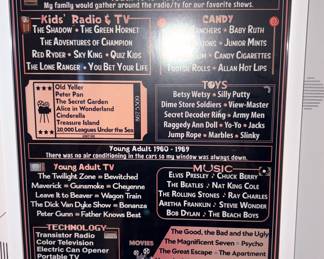 My family would gather around the radio/tv for our favorite shows.
Kids' Radio & TV
The Shadow • The Green Hornet
The Adventures of Champion
Red Ryder • Sky King • Quiz Kids
The Lone Ranger • You Bet Your Life
CANDY
Ranchers • Baby Ruth
Junior Mints
Candy Cigarettes
Tootsie Rolls • Allan Hot Lips
Old Yeller
Peter Pan
The Secret Garden
Alice in Wonderland
Cinderella
Treasure Island
20,000 Leagues Under the Sea
TOYS
Betsy Wetsy • Silly Putty
Dime Store Soldiers • View-Master
Secret Decoder Ring • Army Men
Raggedy Ann Doll • Yo-Yo • Jacks
Jump Rope • Marbles • Slinky
Young Adult 1960 - 1969
There was no air conditioning in the cars so my window was always down.
Young Adult TV
The Twilight Zone • Bewitched
Maverick • Gunsmoke • Cheyenne
Leave it to Beaver • Wagon Train
The Dick Van Dyke Show • Bonanza
Peter Gunn • Father Knows Best
MUSIC
Elvis Presley ♪ Chuck Berry
The Beatles ♪ Nat King Cole
The Rolling Stones ♪ Ray Charles
Aretha Franklin ♪ Stevie Wonder
Bob Dylan ♪ The Beach Boys
TECHNOLOGY
Transistor Radio
Color Television
Electric Can Opener
Portable TV
MOVIES
The Good, the Bad and the Ugly
The Magnificent Seven • Psycho
The Great Escape • The Apartment